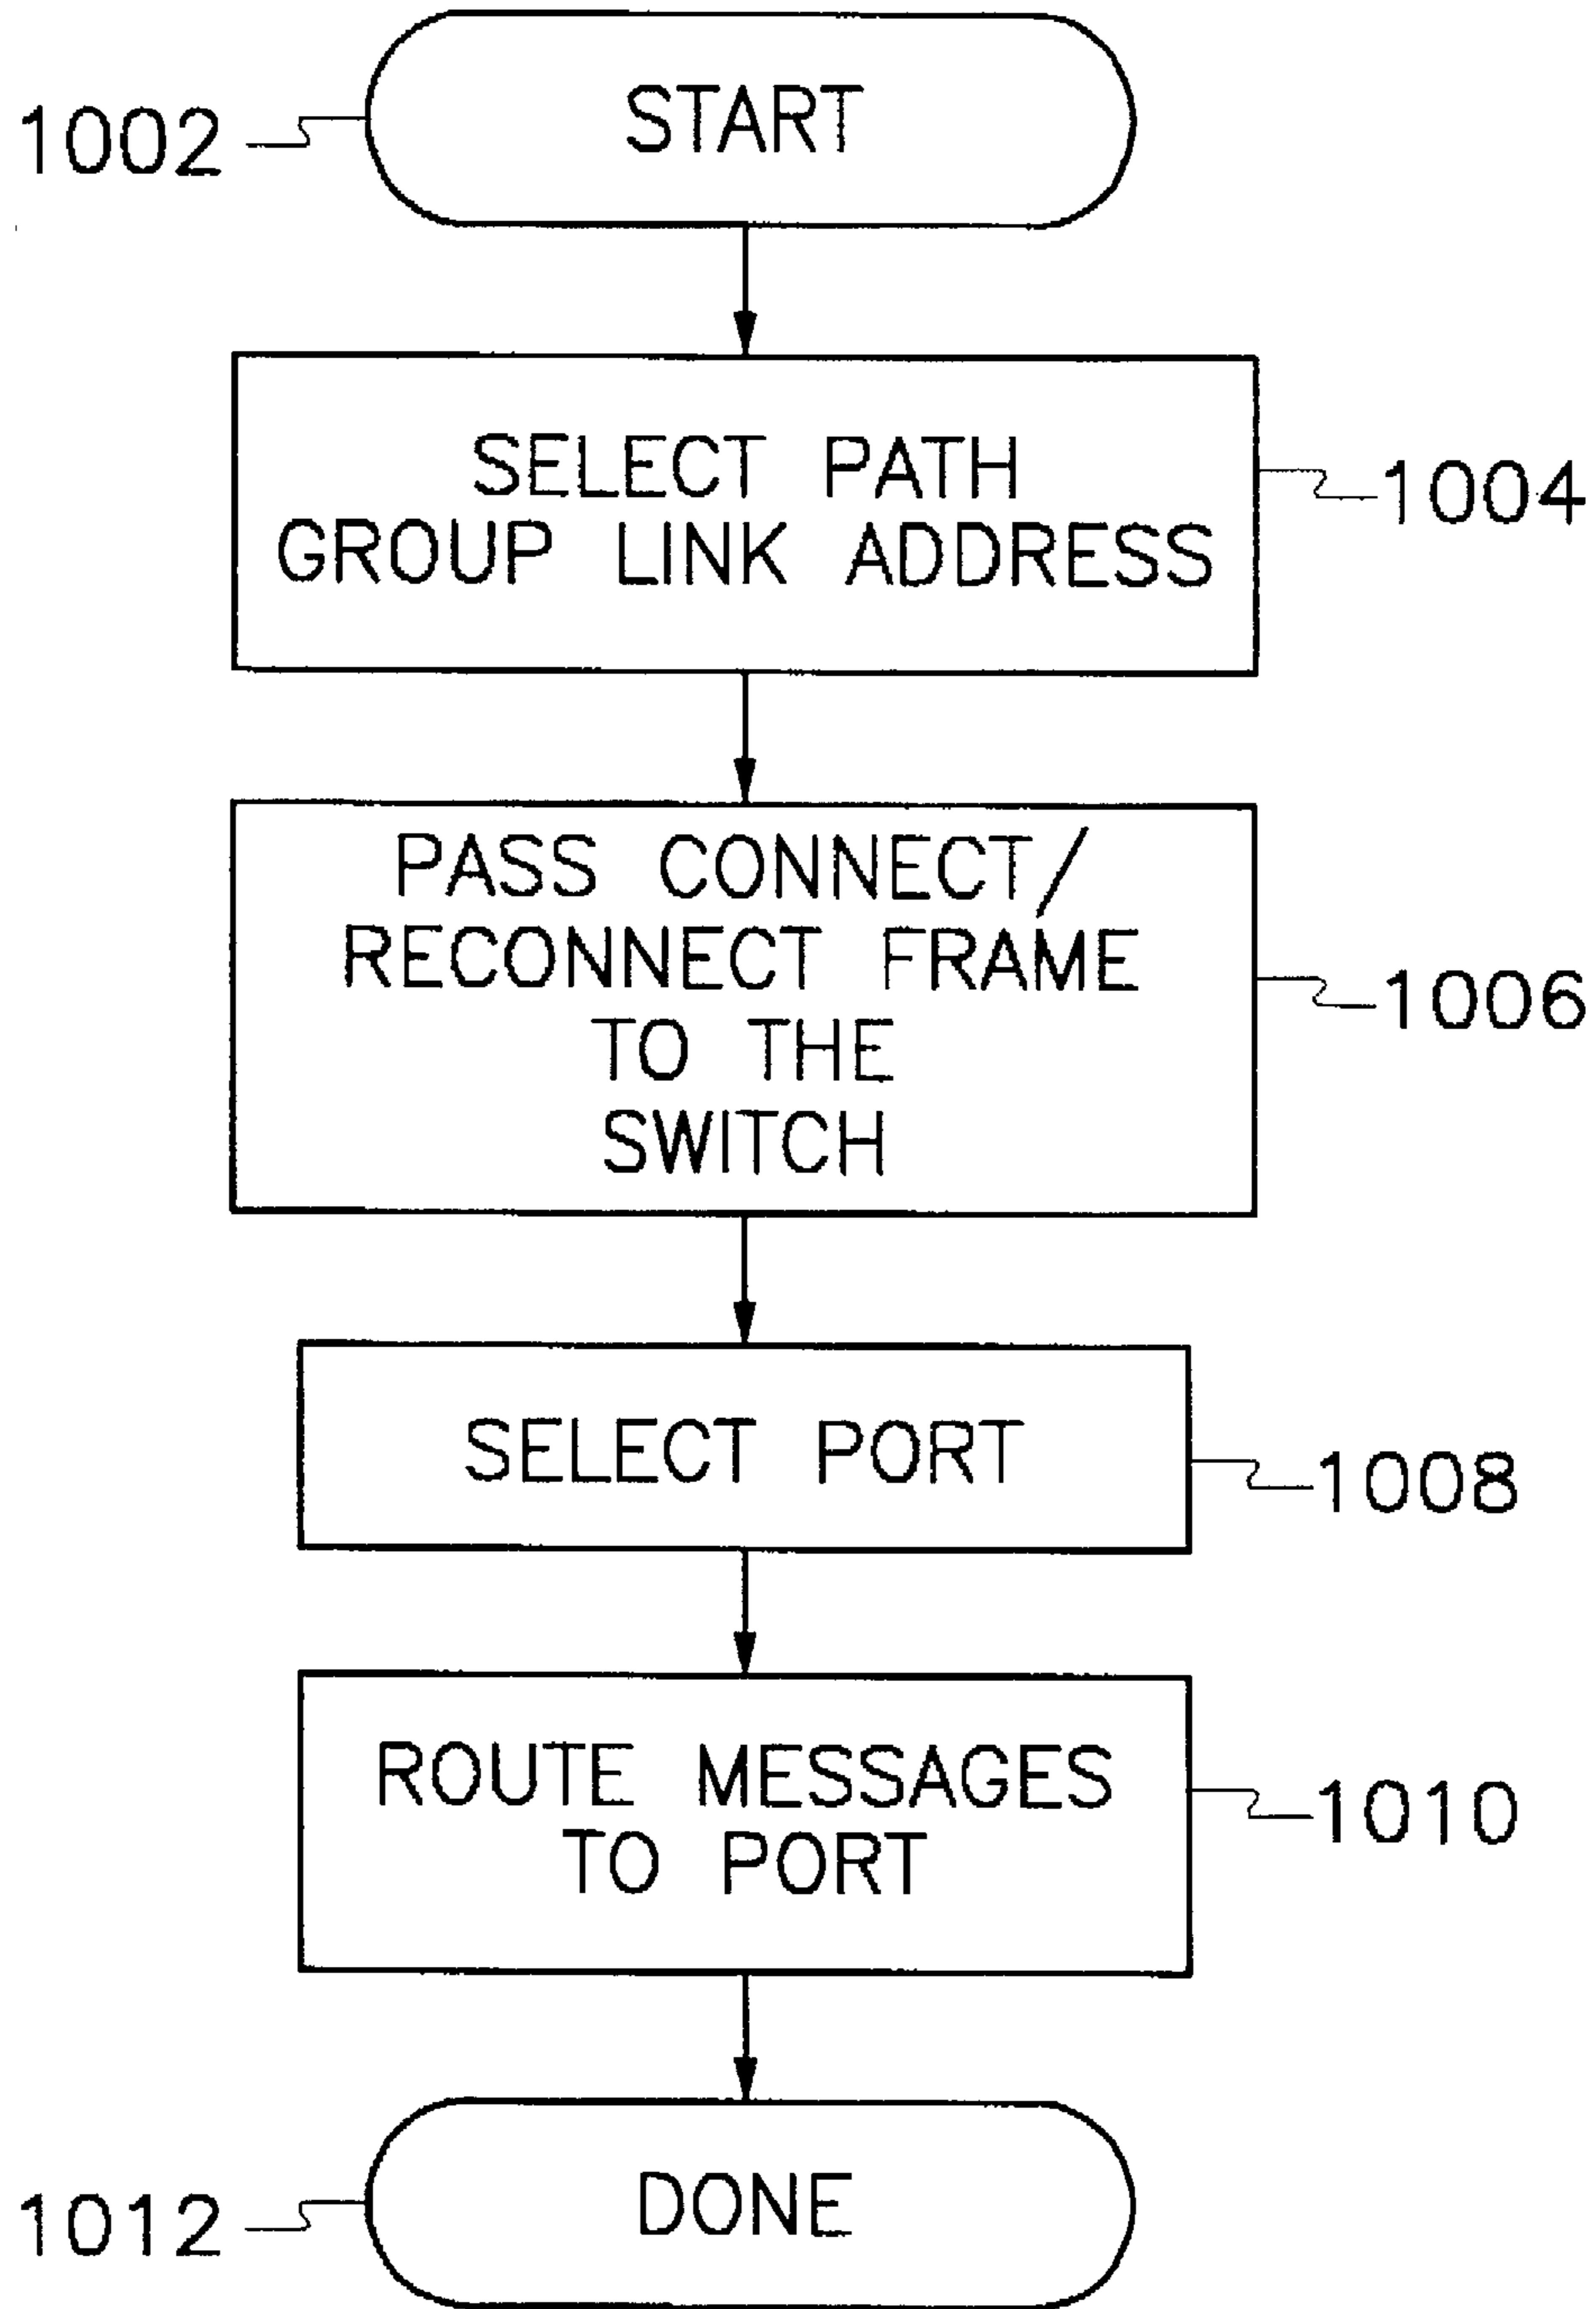 1002
START
SELECT PATH
GROUP LINK ADDRESS
1004
PASS CONNECT/
RECONNECT FRAME
TO THE
SWITCH
1006
SELECT PORT
1008
ROUTE MESSAGES
TO PORT
1010
1012
DONE